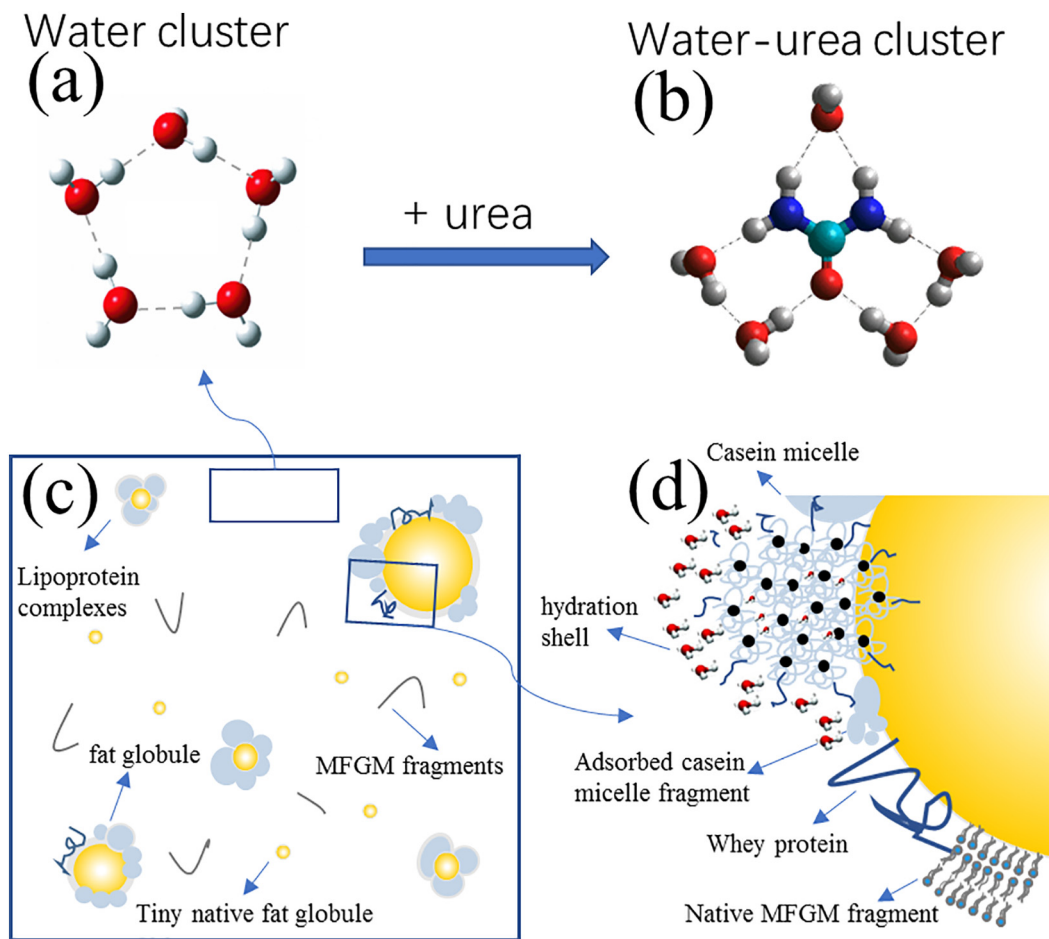 Water cluster
(a)
+ urea
Water-urea cluster
(b)
(c)
Lipoprotein
complexes
fat globule
MFGM fragments
Tiny native fat globule
(d)
Casein micelle
hydration
shell
Adsorbed casein
micelle fragment
Whey protein
Native MFGM fragment